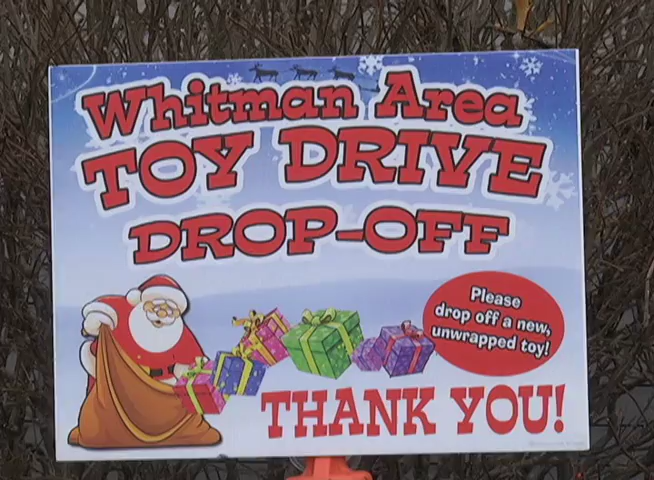 Whitman Area
TOY DRIVE
DROP-OFF
Please
drop off a new,
unwrapped toy!
THANK YOU!